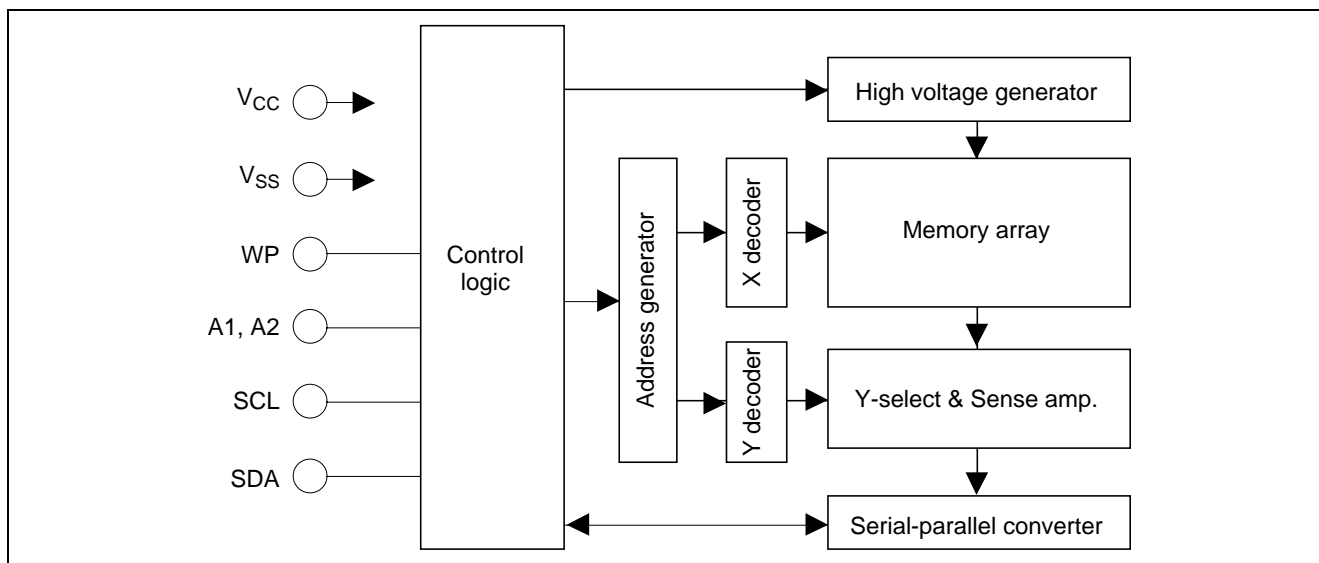 VCC
VSS
WP
A1, A2
SCL
SDA
Control
logic
Address generator
X decoder
Y decoder
High voltage generator
Memory array
Y-select & Sense amp.
Serial-parallel converter